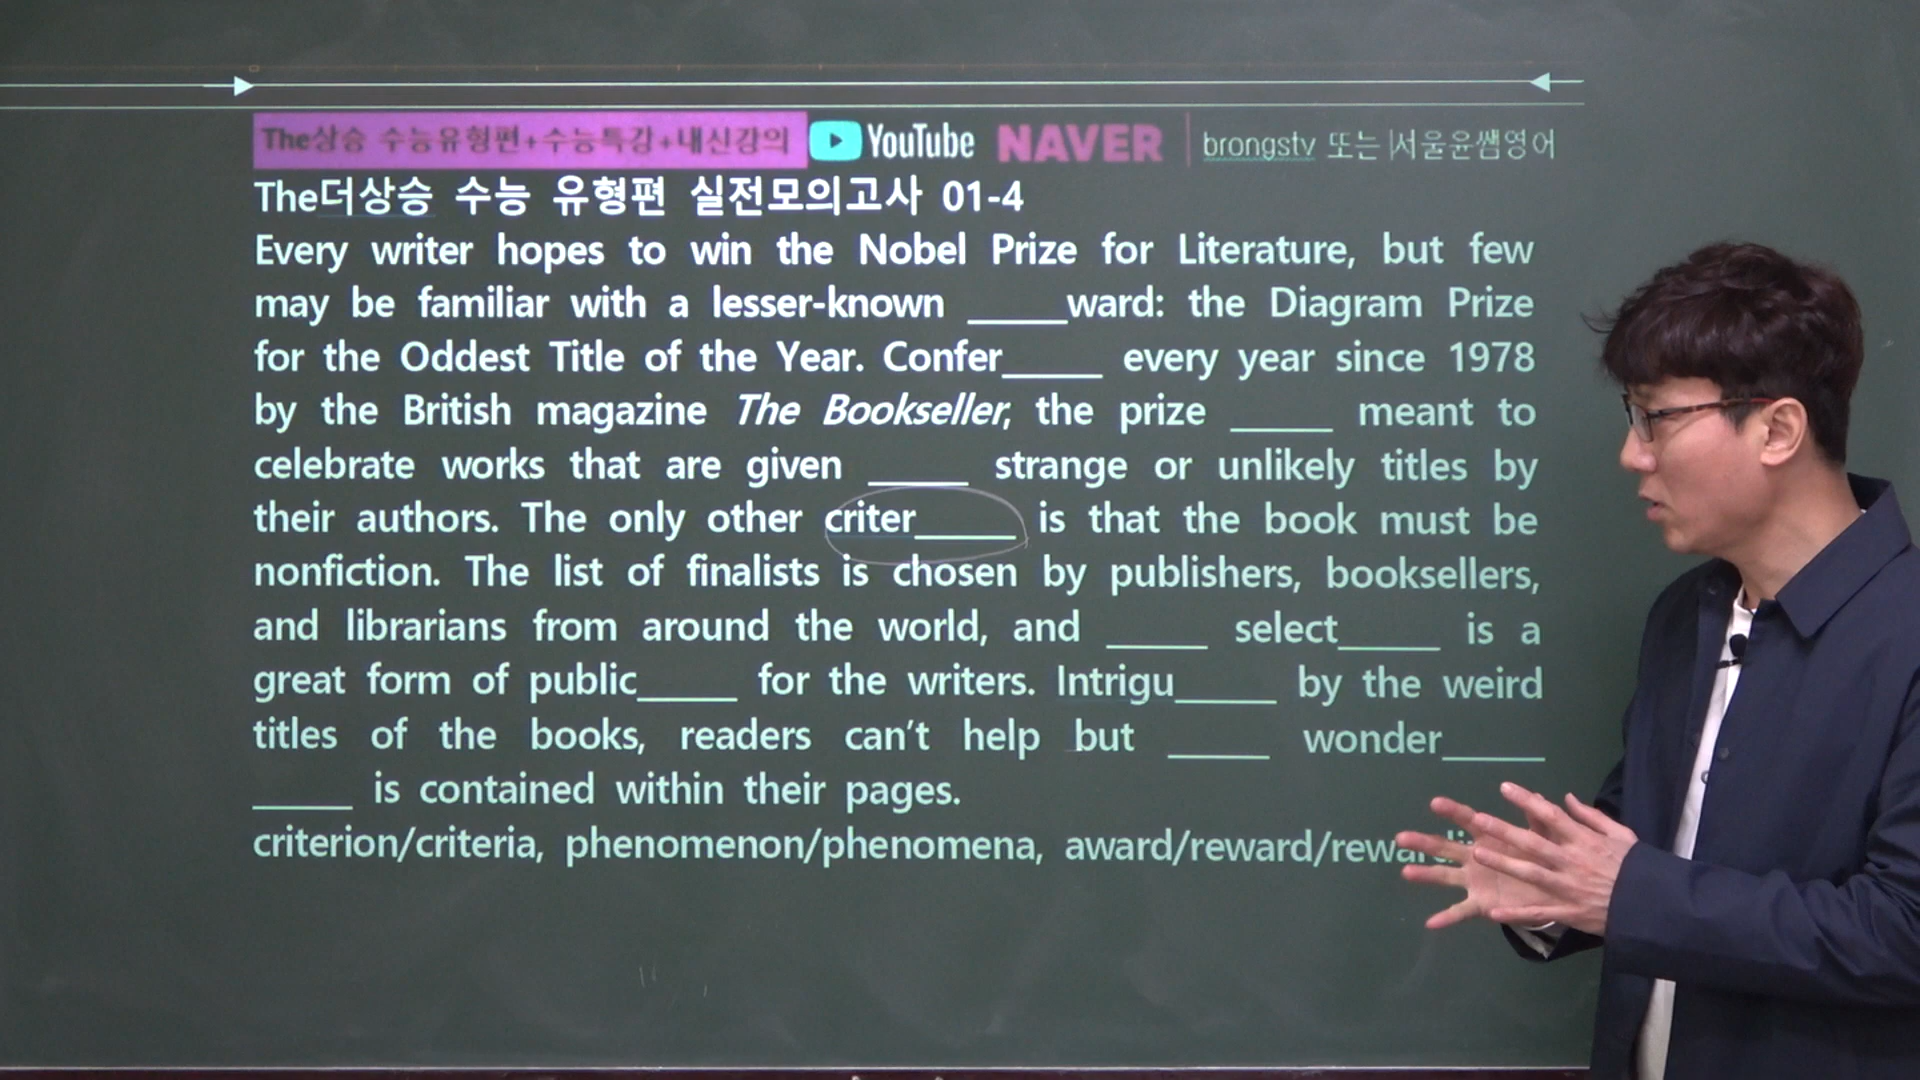 The상승 수능유형편+수능특강+내신강의 YouTube NAVER brongstv 또는 서울윤쌤영어
The더상승 수능 유형편 실전모의고사 01-4
Every writer hopes to win the Nobel Prize for Literature, but few
may be familiar with a lesser-known _____ward: the Diagram Prize
for the Oddest Title of the Year. Confer_____ every year since 1978
by the British magazine The Bookseller, the prize _____ meant to
celebrate works that are given _____ strange or unlikely titles by
their authors. The only other criter_____ is that the book must be
nonfiction. The list of finalists is chosen by publishers, booksellers,
and librarians from around the world, and _____ select_____ is a
great form of public_____ for the writers. Intrigu_____ by the weird
titles of the books, readers can't help but _____ wonder_____
_____ is contained within their pages.
criterion/criteria, phenomenon/phenomena, award/reward/